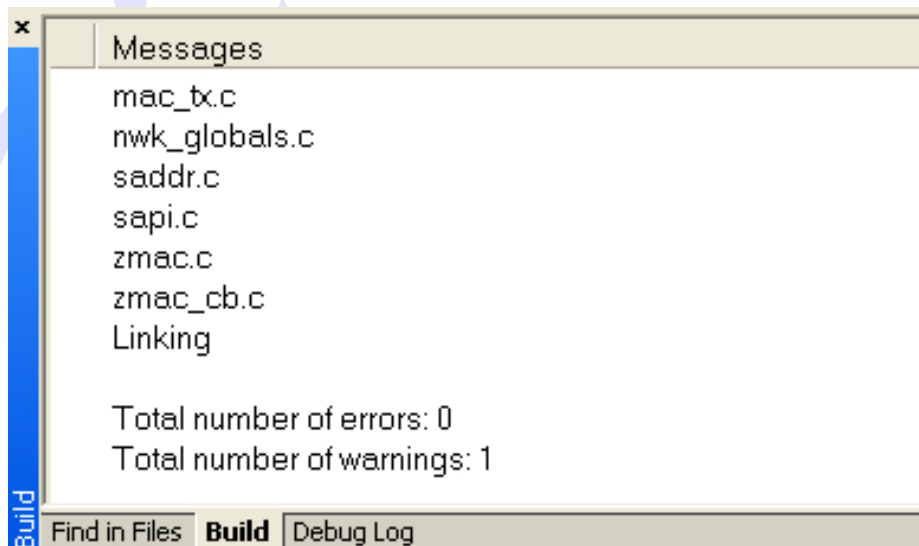 x
Messages
mac_tx.c
nwk_globals.c
saddr.c
sapi.c
zmac.c
zmac_cb.c
Linking
Total number of errors: 0
Total number of warnings: 1
Build
Find in Files Build Debug Log